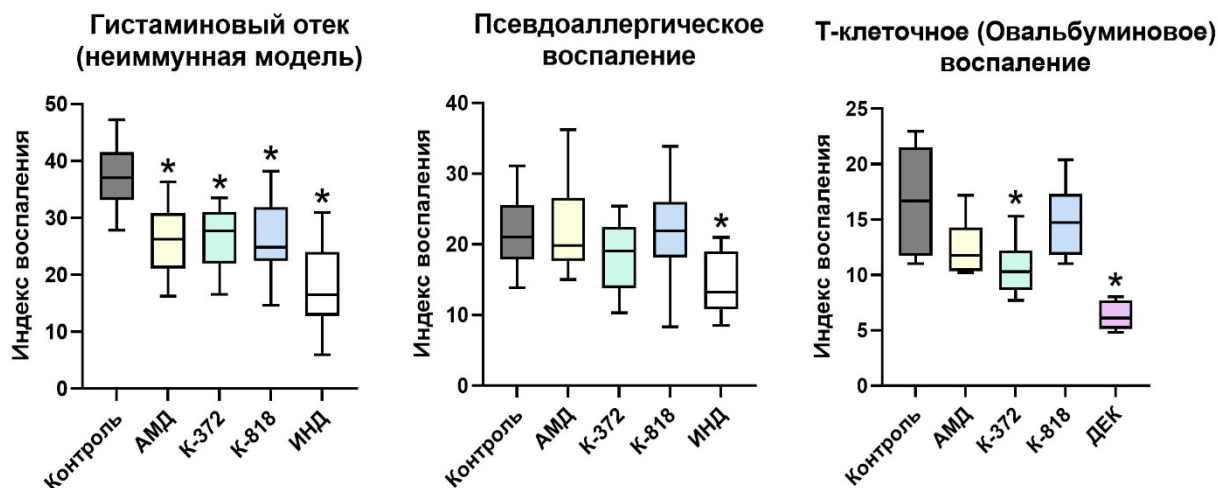 Гистаминовый отек
(неиммунная модель)
Индекс воспаления
50
40
30
20
10
0
*
*
*
*
Контроль
АМД
К-372
К-818
ИНД
Псевдоаллергическое
воспаление
Индекс воспаления
40
30
20
10
0
*
Контроль
АМД
К-372
К-818
ИНД
Т-клеточное (Овальбуминовое)
воспаление
Индекс воспаления
25
20
15
10
5
0
*
*
Контроль
АМД
К-372
К-818
ДЕК